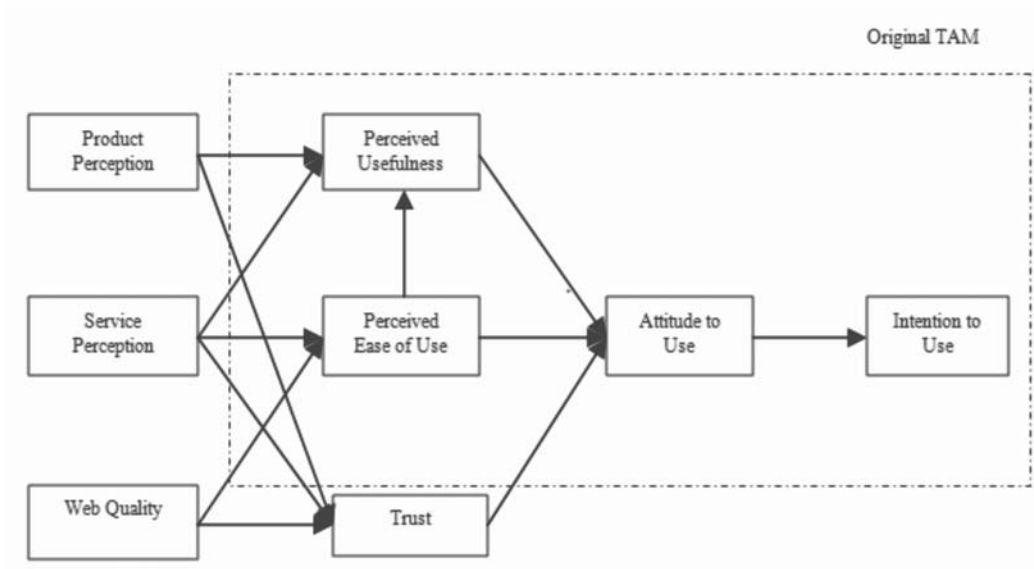 Original TAM
Product
Perception
Perceived
Usefulness
Service
Perception
Perceived
Ease of Use
Attitude to
Use
Intention to
Use
Web Quality
Trust